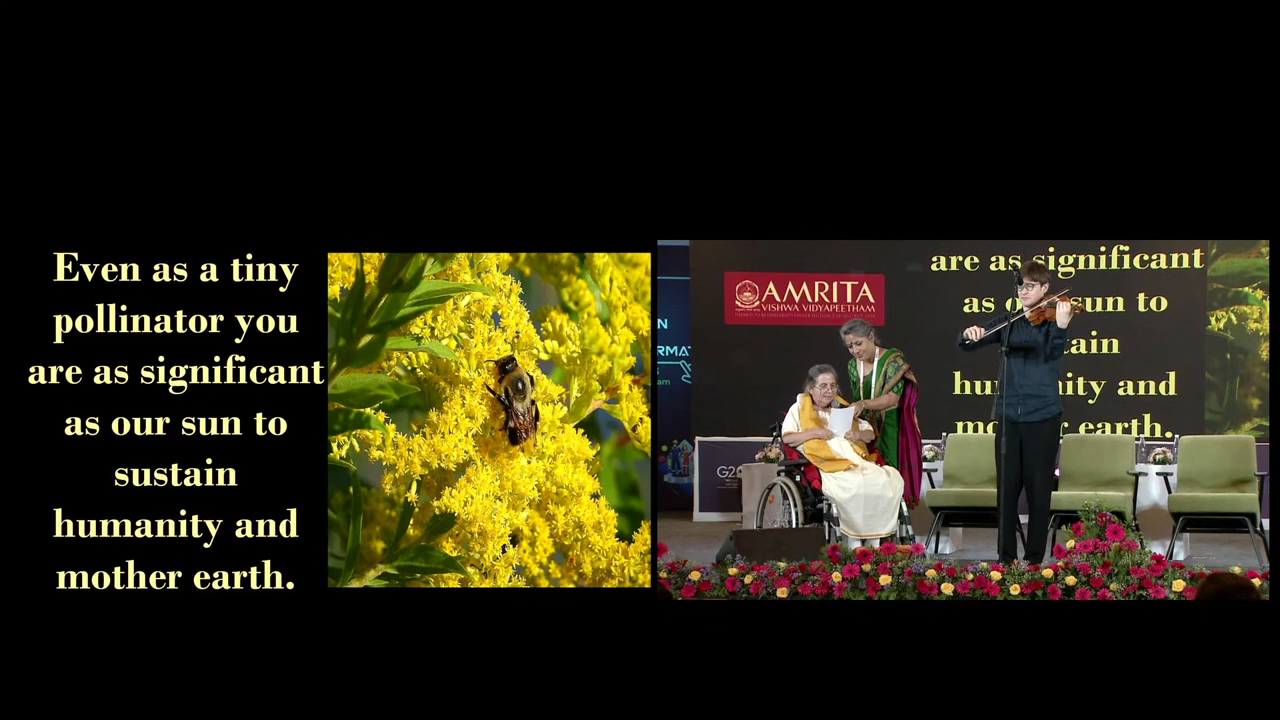 Even as a tiny
pollinator you
are as significant
as our sun to
sustain
humanity and
mother earth.
are as significant
sun to
humanity and
earth.
AMRITA
VISHWA VIDYAPEETHAM